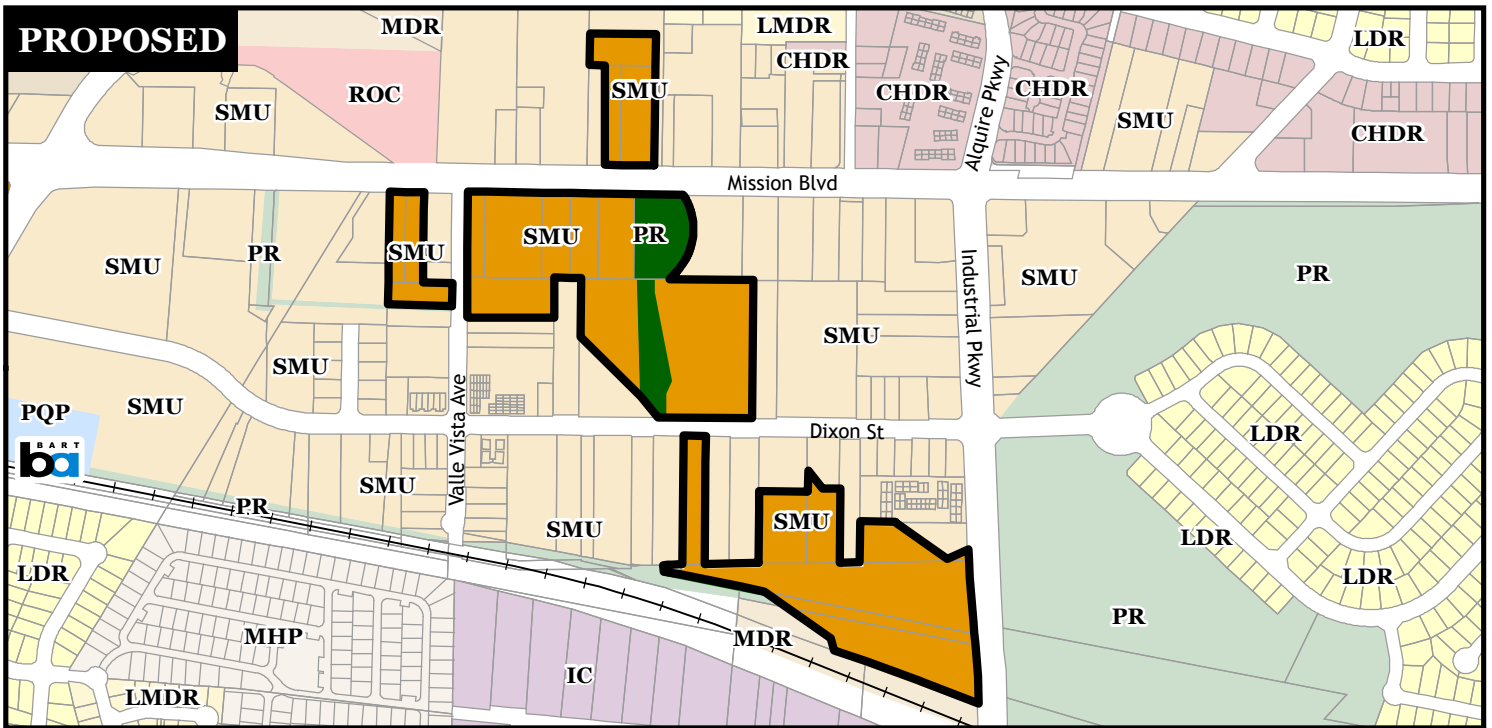 PROPOSED
MDR
LMDR
LDR
CHDR
SMU
ROC
CHDR
CHDR
SMU
SMU
CHDR
Alquire Pkwy
Mission Blvd
SMU
PR
SMU
SMU
PR
Industrial Pkwy
SMU
PR
SMU
SMU
PQP
SMU
Valle Vista Ave
Dixon St
LDR
BART
ba
SMU
PR
SMU
SMU
LDR
LDR
LDR
MHP
MDR
PR
IC
LMDR